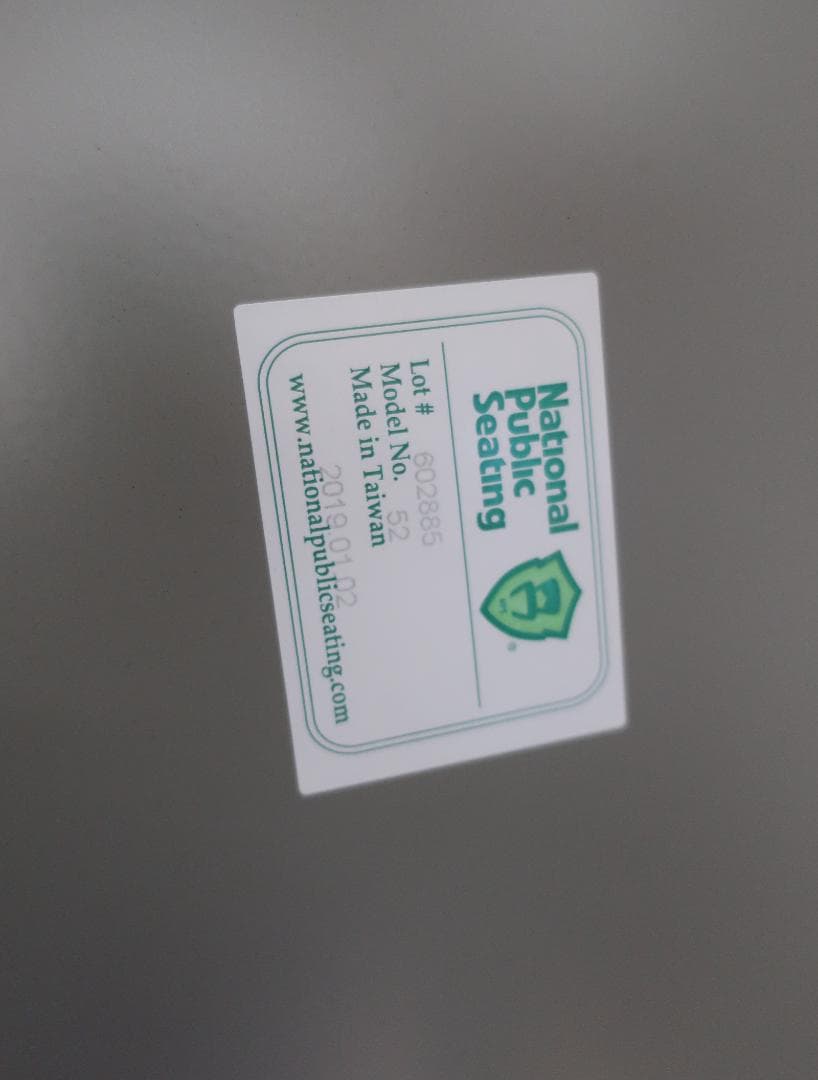 National
Public
Seating
®
Lot # 602885
Model No. 52
Made in Taiwan
2019.01.02
www.nationalpublicseating.com